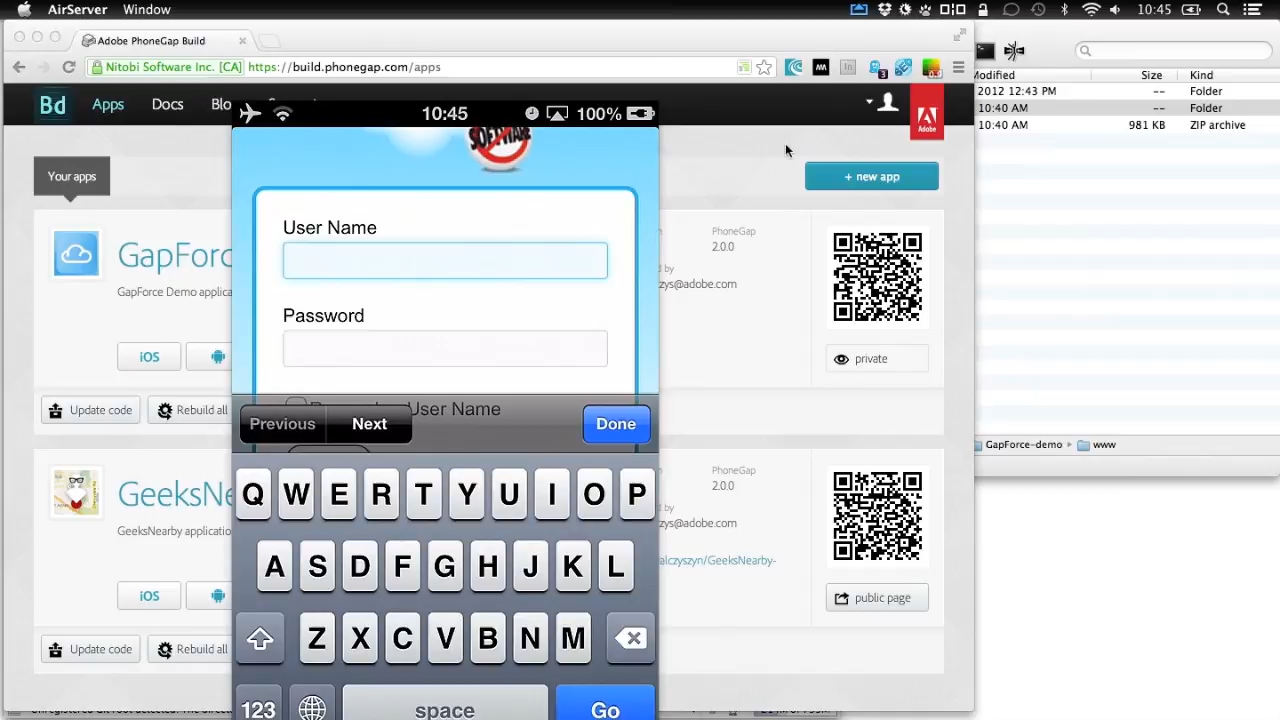 AirServer Window 10:45
Adobe PhoneGap Build
Nitobi Software Inc. [CA] https://build.phonegap.com/apps
Modified Size Kind
2012 12:43 PM -- Folder
10:40 AM -- Folder
10:40 AM 981 KB ZIP archive
Bd Apps Docs Blo
Adobe
10:45 100%
SOFTWARE
Your apps
+ new app
User Name
Password
User Name
Previous Next Done
Q W E R T Y U I O P
A S D F G H J K L
Z X C V B N M
123 space Go
GapForc
GapForce Demo applica
PhoneGap
2.0.0
zys@adobe.com
iOS
private
Update code Rebuild all
GapForce-demo www
GeeksNe
GeeksNearby application
PhoneGap
2.0.0
zys@adobe.com
alczyszyn/GeeksNearby-
iOS
public page
Update code Rebuild all